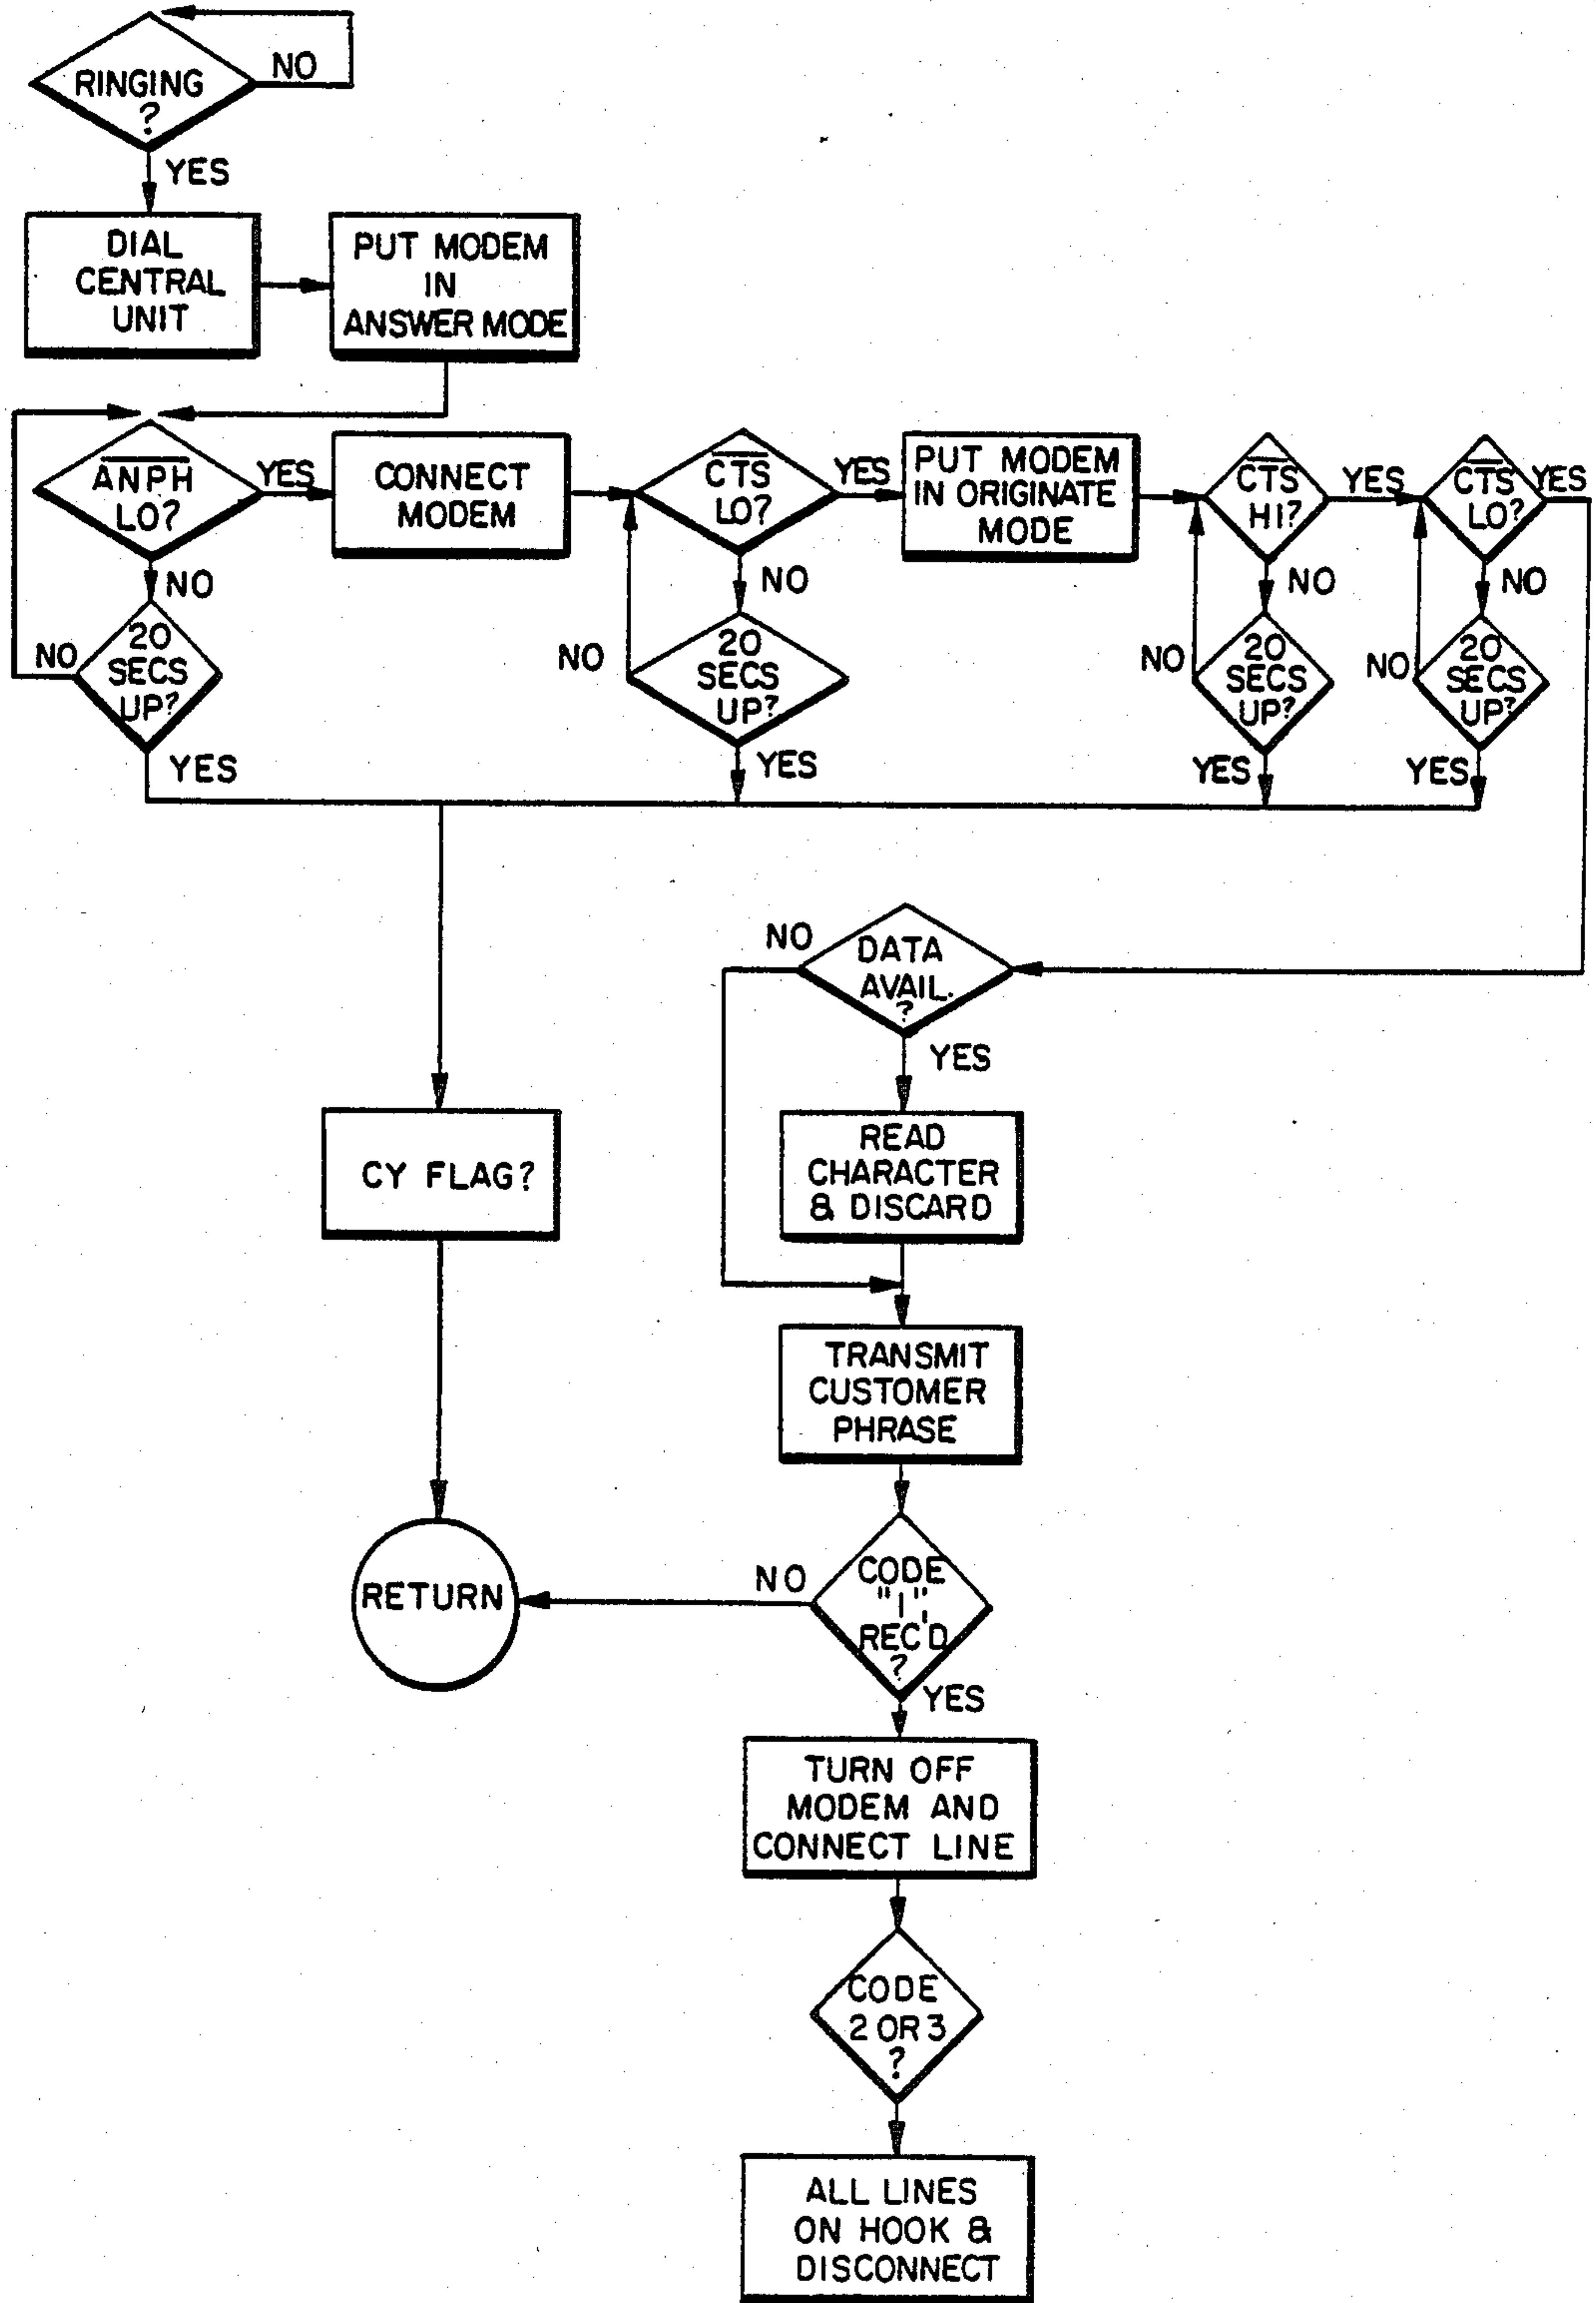 RINGING
?
NO
YES
DIAL
CENTRAL
UNIT
PUT MODEM
IN
ANSWER MODE
ANPH
LO?
YES
CONNECT
MODEM
CTS
LO?
YES
PUT MODEM
IN ORIGINATE
MODE
CTS
HI?
YES
CTS
LO?
YES
NO
NO
NO
NO
20
SECS
UP?
NO
YES
20
SECS
UP?
NO
YES
20
SECS
UP?
NO
YES
20
SECS
UP?
NO
YES
DATA
AVAIL.
?
NO
YES
CY FLAG?
READ
CHARACTER
& DISCARD
TRANSMIT
CUSTOMER
PHRASE
RETURN
NO
CODE
"1"
REC'D
?
YES
TURN OFF
MODEM AND
CONNECT LINE
CODE
2 OR 3
?
ALL LINES
ON HOOK &
DISCONNECT